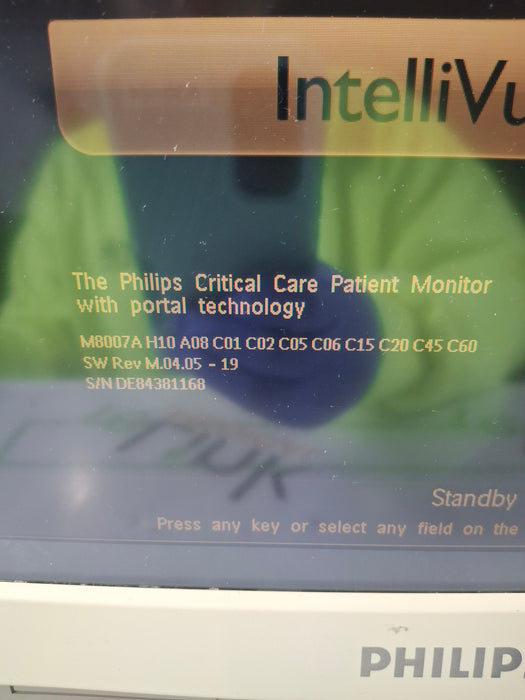 IntelliVu
The Philips Critical Care Patient Monitor
with portal technology
M8007A H10 A08 C01 C02 C05 C06 C15 C20 C45 C60
SW Rev M.04.05 - 19
S/N DE84381168
Standby
Press any key or select any field on the
PHILIPS